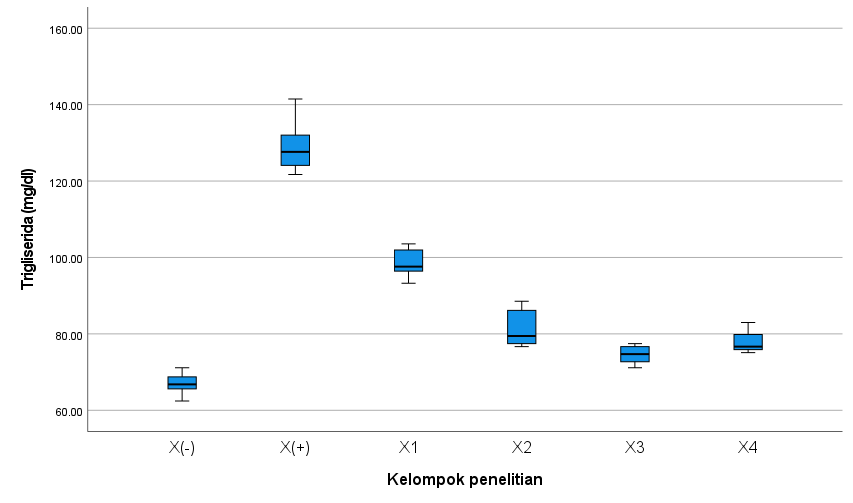 160.00
140.00
120.00
100.00
80.00
60.00
Trigliserida (mg/dl)
X(-) X(+) X1 X2 X3 X4
Kelompok penelitian